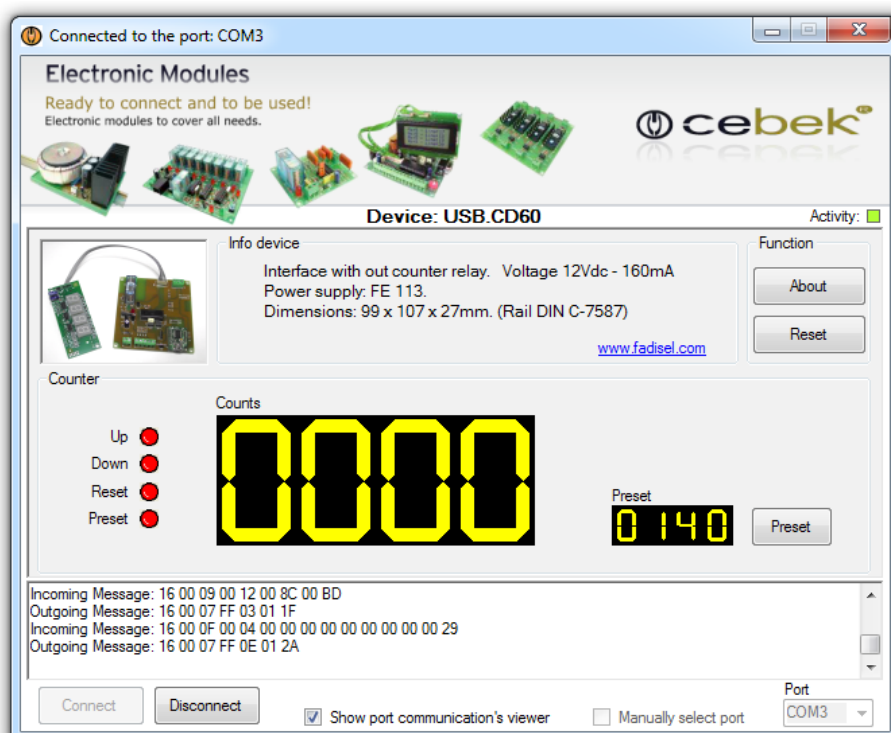 Connected to the port: COM3
Electronic Modules
Ready to connect and to be used!
Electronic modules to cover all needs.
cebek
Device: USB.CD60
Activity:
Info device
Interface with out counter relay. Voltage 12Vdc - 160mA
Power supply: FE 113.
Dimensions: 99 x 107 x 27mm. (Rail DIN C-7587)
www.fadisel.com
Function
About
Reset
Counter
Counts
Up
Down
Reset
Preset
0000
Preset
0140
Preset
Incoming Message: 16 00 09 00 12 00 8C 00 BD
Outgoing Message: 16 00 07 FF 03 01 1F
Incoming Message: 16 00 0F 00 04 00 00 00 00 00 00 00 00 00 29
Outgoing Message: 16 00 07 FF 0E 01 2A
Connect
Disconnect
Show port communication's viewer
Manually select port
Port
COM3